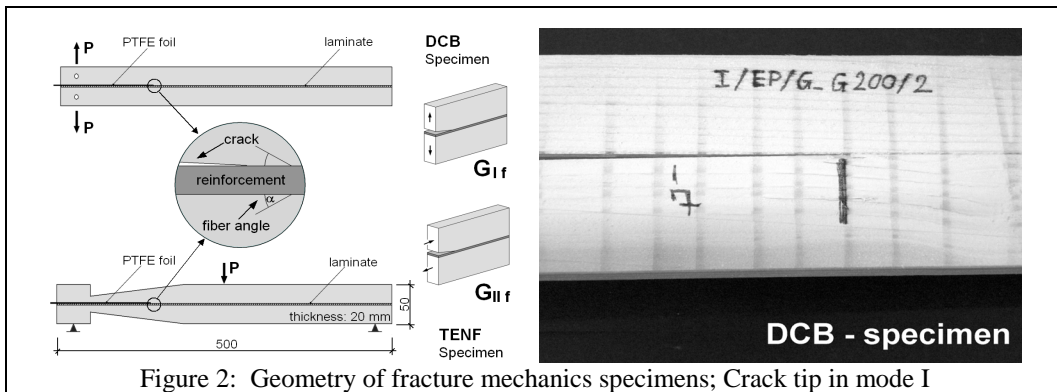 P
PTFE foil
laminate
P
DCB
Specimen
crack
reinforcement
α
fiber angle
G I f
PTFE foil
P
laminate
thickness: 20 mm
50
500
G II f
TENF
Specimen
I/EP/G_G200/2
7
DCB - specimen
Figure 2: Geometry of fracture mechanics specimens; Crack tip in mode I